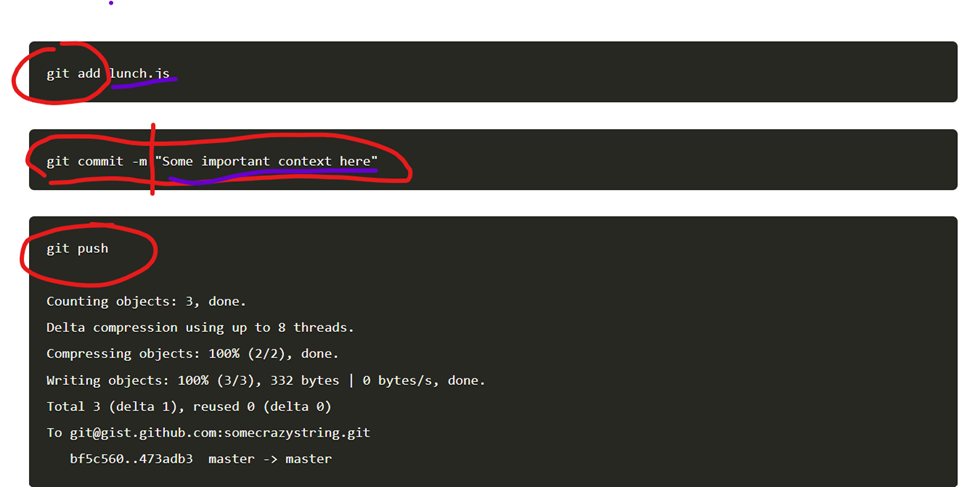 git add lunch.js
git commit -m "Some important context here"
git push
Counting objects: 3, done.
Delta compression using up to 8 threads.
Compressing objects: 100% (2/2), done.
Writing objects: 100% (3/3), 332 bytes | 0 bytes/s, done.
Total 3 (delta 1), reused 0 (delta 0)
To git@gist.github.com:somecrazystring.git
bf5c560..473adb3  master -> master